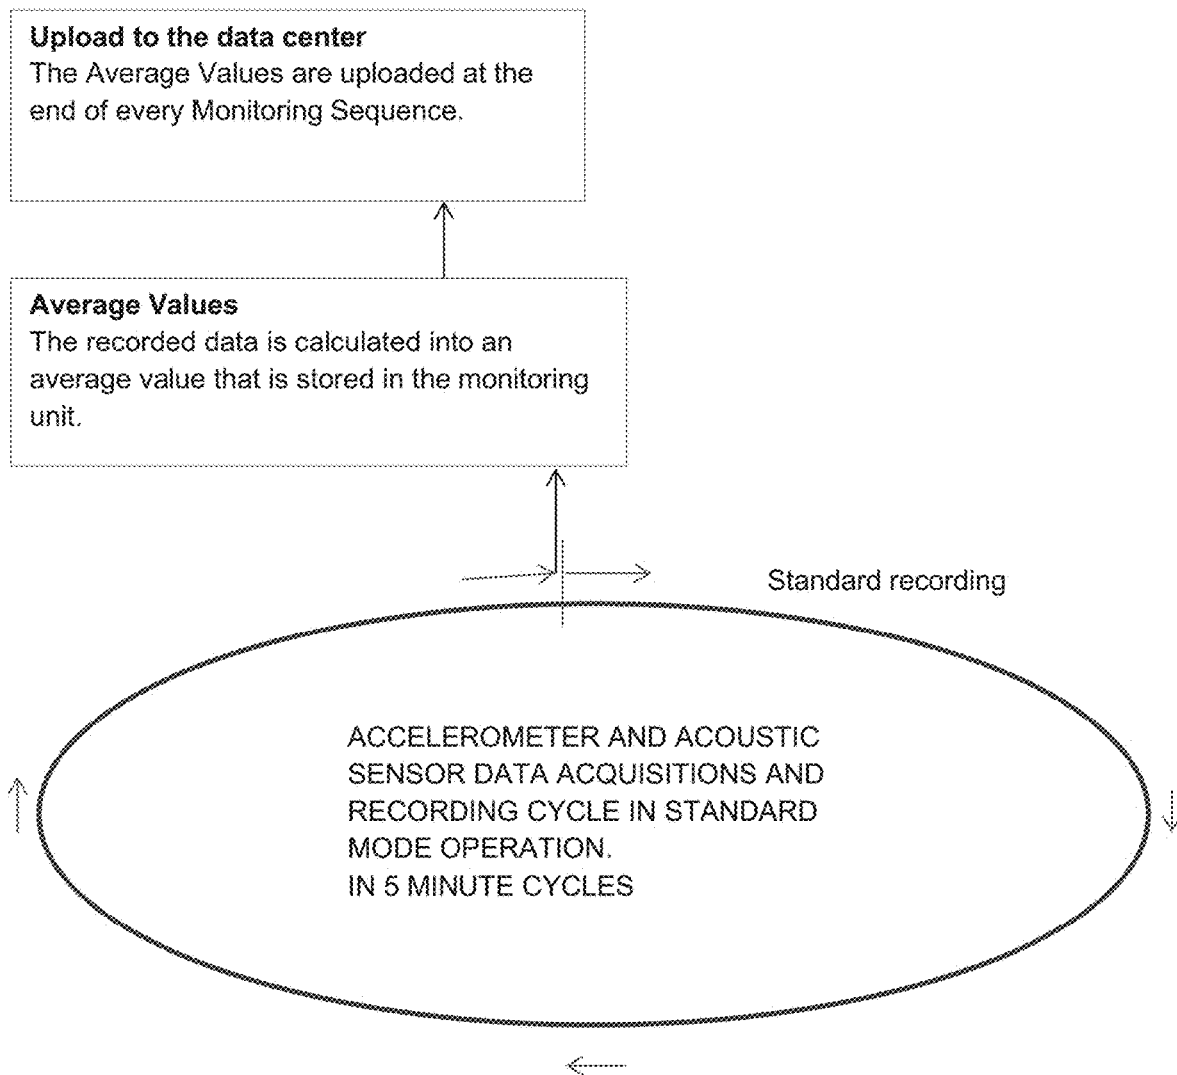 Upload to the data center
The Average Values are uploaded at the
end of every Monitoring Sequence.
Average Values
The recorded data is calculated into an
average value that is stored in the monitoring
unit.
Standard recording
ACCELEROMETER AND ACOUSTIC
SENSOR DATA ACQUISITIONS AND
RECORDING CYCLE IN STANDARD
MODE OPERATION.
IN 5 MINUTE CYCLES